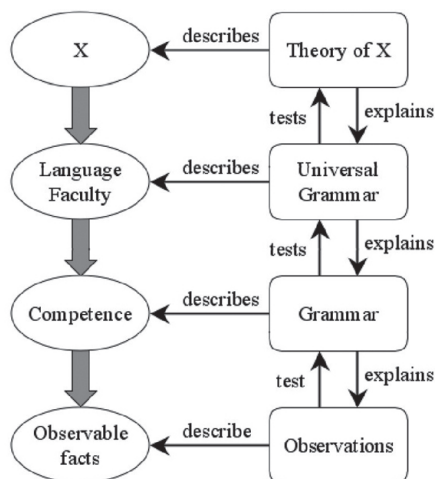 X
describes
Theory of X
tests
explains
Language
Faculty
describes
Universal
Grammar
tests
explains
Competence
describes
Grammar
test
explains
Observable
facts
describe
Observations